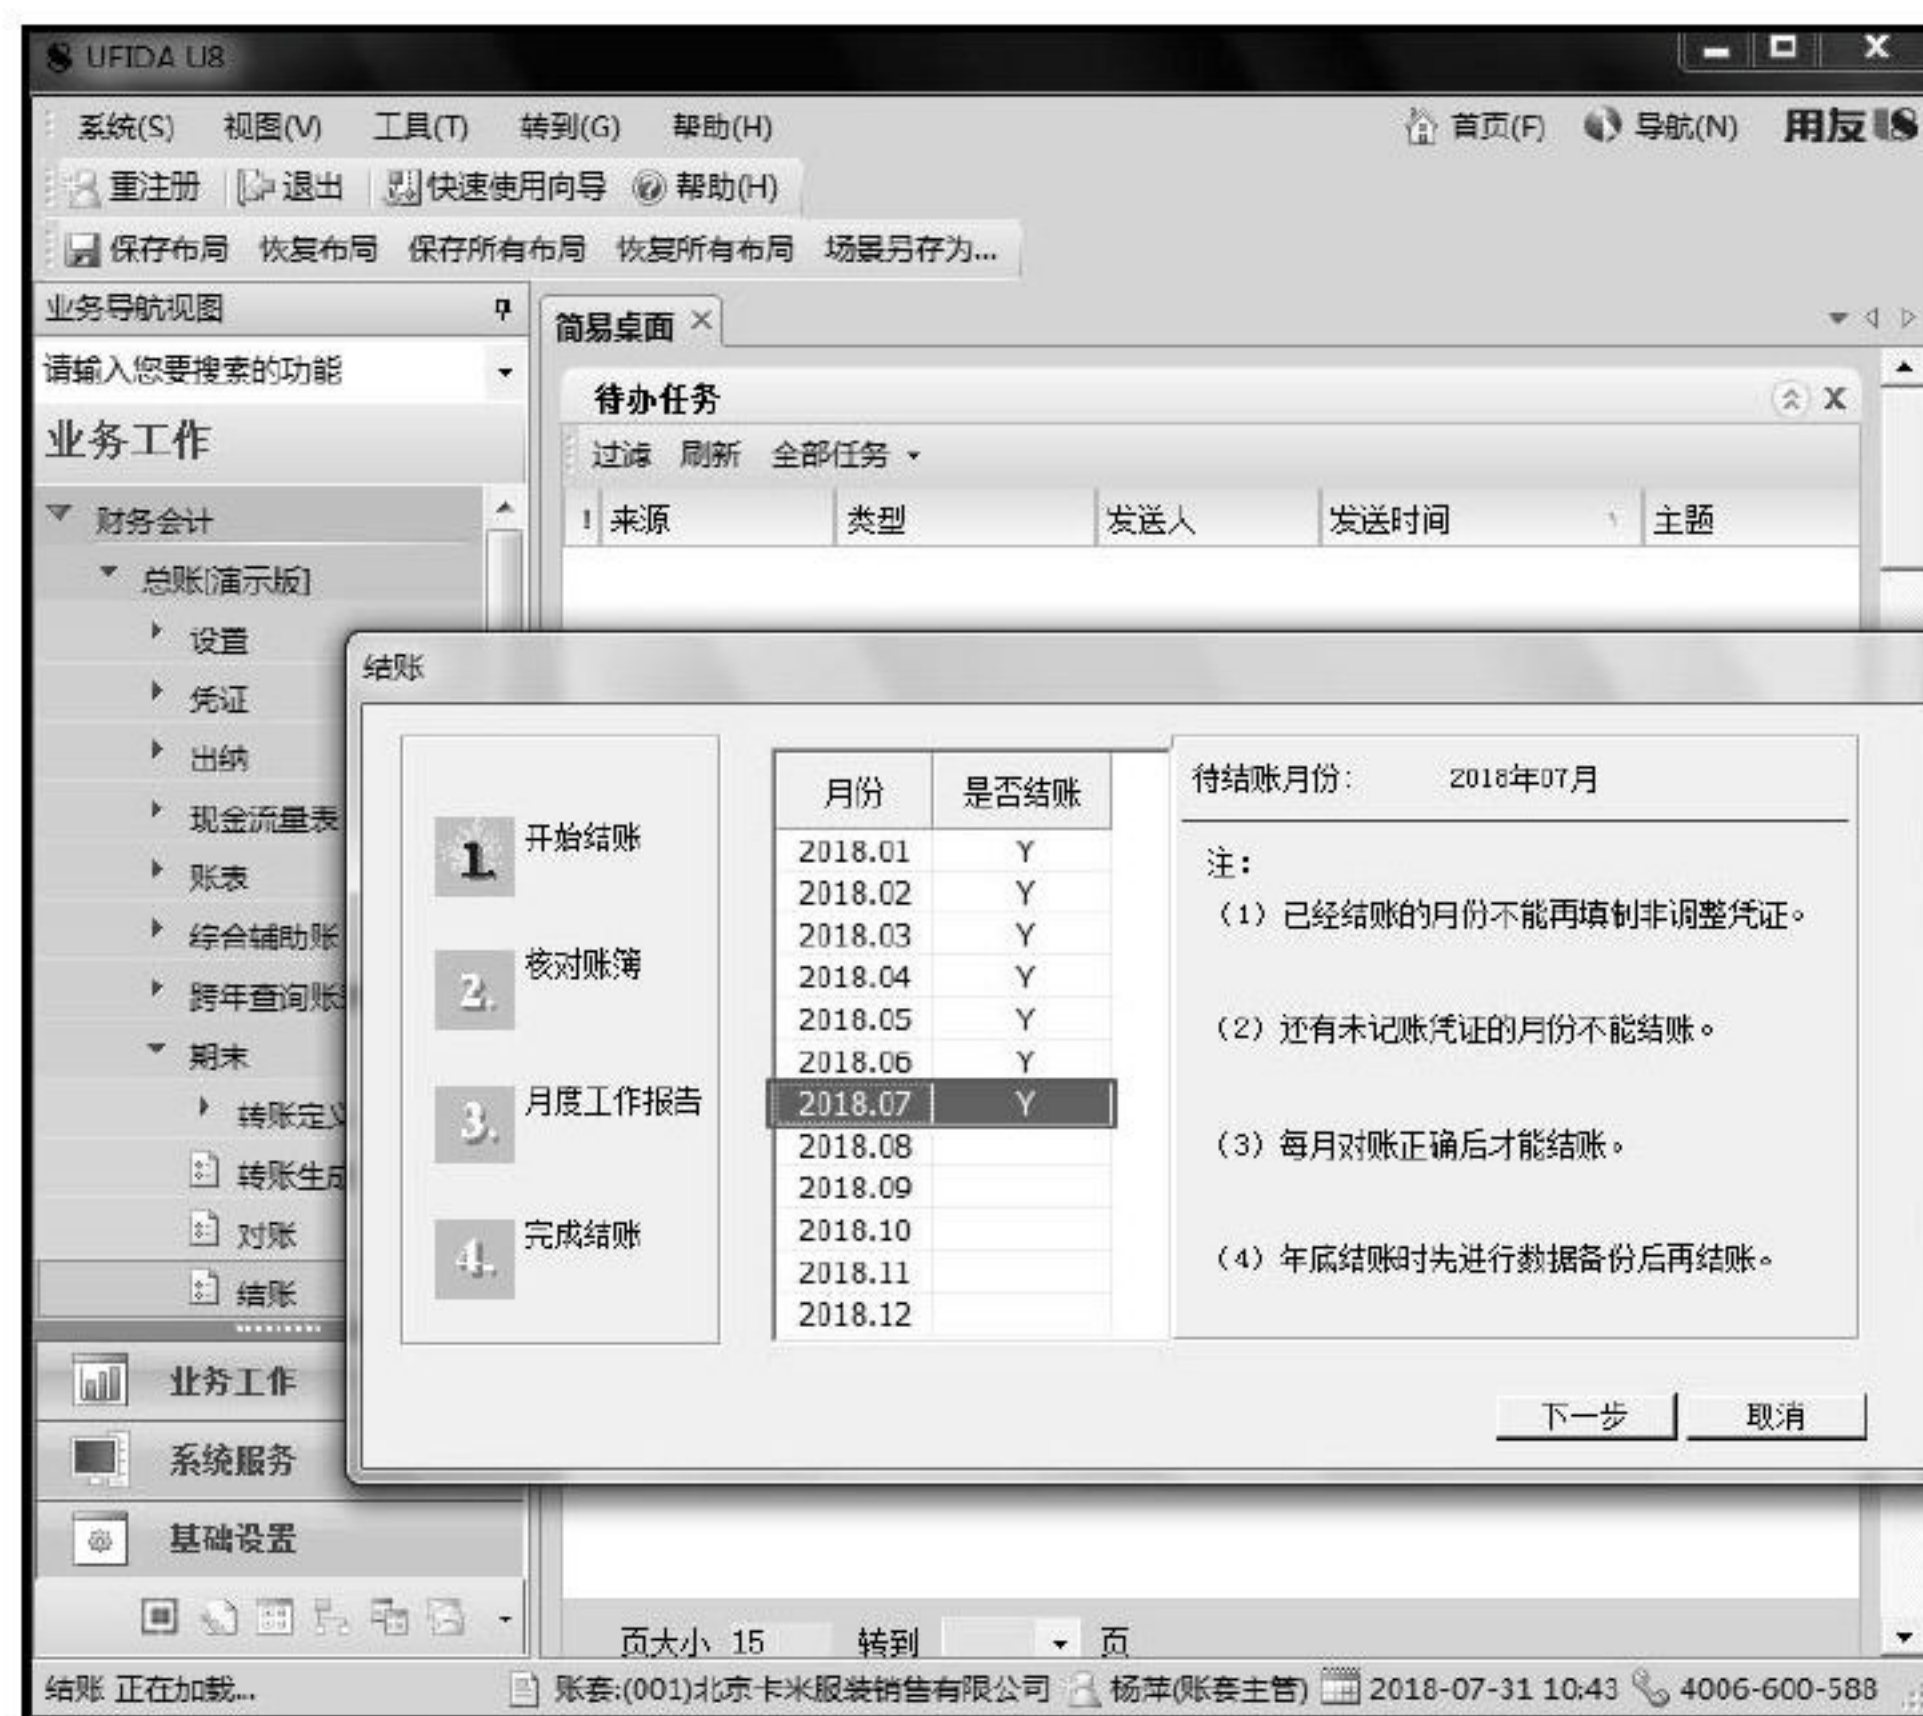 UFIDA U8
系统(S) 视图(V) 工具(T) 转到(G) 帮助(H) 首页(F) 导航(N) 用友U8
重注册 退出 快速使用向导 帮助(H)
保存布局 恢复布局 保存所有布局 恢复所有布局 场景另存为...
业务导航视图
简易桌面
请输入您要搜索的功能
待办任务
业务工作
过滤 刷新 全部任务
! 来源 类型 发送人 发送时间 主题
财务会计
总账[演示版]
设置
凭证
出纳
现金流量表
账表
综合辅助账
跨年查询账
期末
转账定义
转账生成
对账
结账
结账
1. 开始结账
2. 核对账簿
3. 月度工作报告
4. 完成结账
月份 是否结账
2018.01 Y
2018.02 Y
2018.03 Y
2018.04 Y
2018.05 Y
2018.06 Y
2018.07 Y
2018.08
2018.09
2018.10
2018.11
2018.12
待结账月份: 2018年07月
注:
(1) 已经结账的月份不能再填制非调整凭证。
(2) 还有未记账凭证的月份不能结账。
(3) 每月对账正确后才能结账。
(4) 年底结账时先进行数据备份后再结账。
下一步 取消
业务工作
系统服务
基础设置
页大小 15 转到 页
结账 正在加载... 账套:(001)北京卡米服装销售有限公司 杨萍(账套主管) 2018-07-31 10:43 4006-600-588